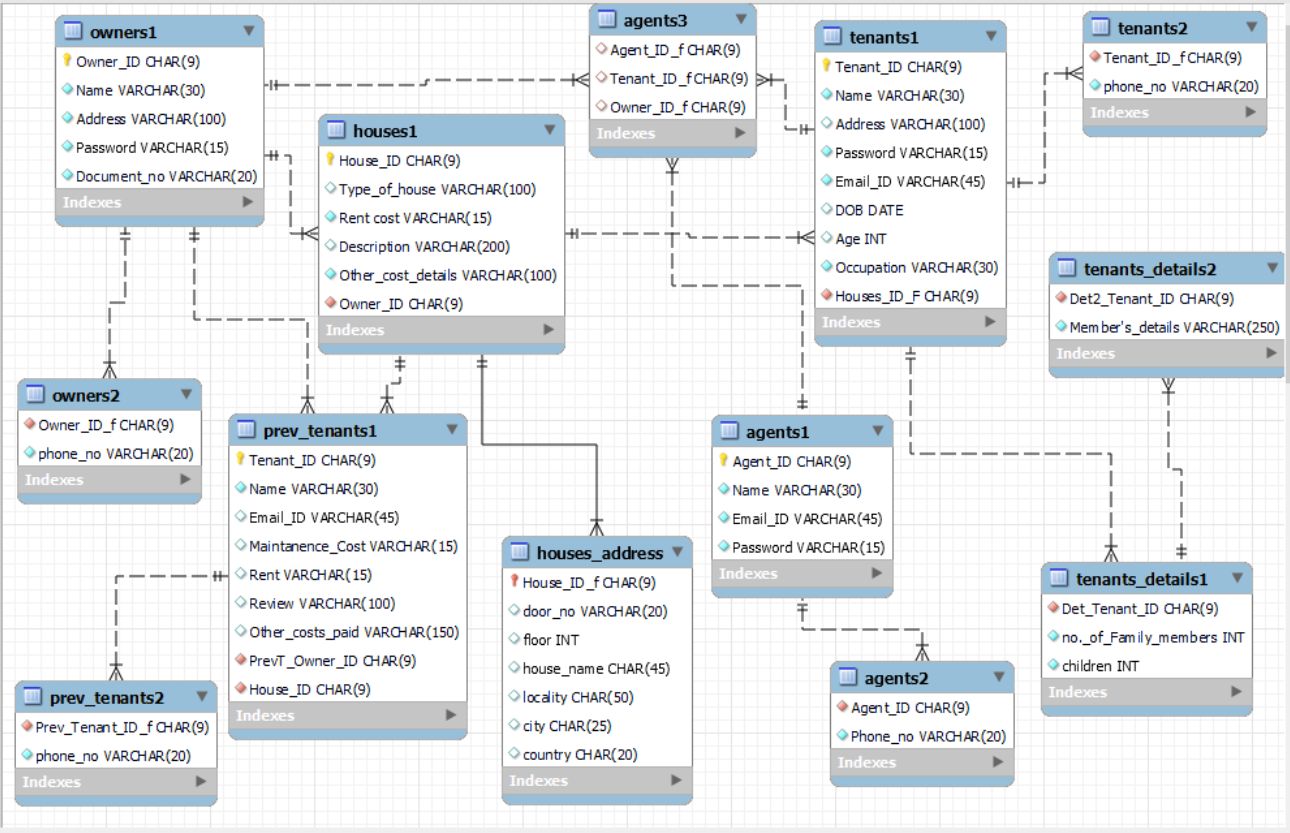 owners1
Owner_ID CHAR(9)
Name VARCHAR(30)
Address VARCHAR(100)
Password VARCHAR(15)
Document_no VARCHAR(20)
Indexes
agents3
Agent_ID_f CHAR(9)
Tenant_ID_f CHAR(9)
Owner_ID_f CHAR(9)
Indexes
tenants1
Tenant_ID CHAR(9)
Name VARCHAR(30)
Address VARCHAR(100)
Password VARCHAR(15)
Email_ID VARCHAR(45)
DOB DATE
Age INT
Occupation VARCHAR(30)
Houses_ID_F CHAR(9)
Indexes
tenants2
Tenant_ID_f CHAR(9)
phone_no VARCHAR(20)
Indexes
houses1
House_ID CHAR(9)
Type_of_house VARCHAR(100)
Rent cost VARCHAR(15)
Description VARCHAR(200)
Other_cost_details VARCHAR(100)
Owner_ID CHAR(9)
Indexes
tenants_details2
Det2_Tenant_ID CHAR(9)
Member's_details VARCHAR(250)
Indexes
owners2
Owner_ID_f CHAR(9)
phone_no VARCHAR(20)
Indexes
prev_tenants1
Tenant_ID CHAR(9)
Name VARCHAR(30)
Email_ID VARCHAR(45)
Maintanence_Cost VARCHAR(15)
Rent VARCHAR(15)
Review VARCHAR(100)
Other_costs_paid VARCHAR(150)
PrevT_Owner_ID CHAR(9)
House_ID CHAR(9)
Indexes
agents1
Agent_ID CHAR(9)
Name VARCHAR(30)
Email_ID VARCHAR(45)
Password VARCHAR(15)
Indexes
houses_address
House_ID_f CHAR(9)
door_no VARCHAR(20)
floor INT
house_name CHAR(45)
locality CHAR(50)
city CHAR(25)
country CHAR(20)
Indexes
tenants_details1
Det_Tenant_ID CHAR(9)
no._of_Family_members INT
children INT
Indexes
prev_tenants2
Prev_Tenant_ID_f CHAR(9)
phone_no VARCHAR(20)
Indexes
agents2
Agent_ID CHAR(9)
Phone_no VARCHAR(20)
Indexes